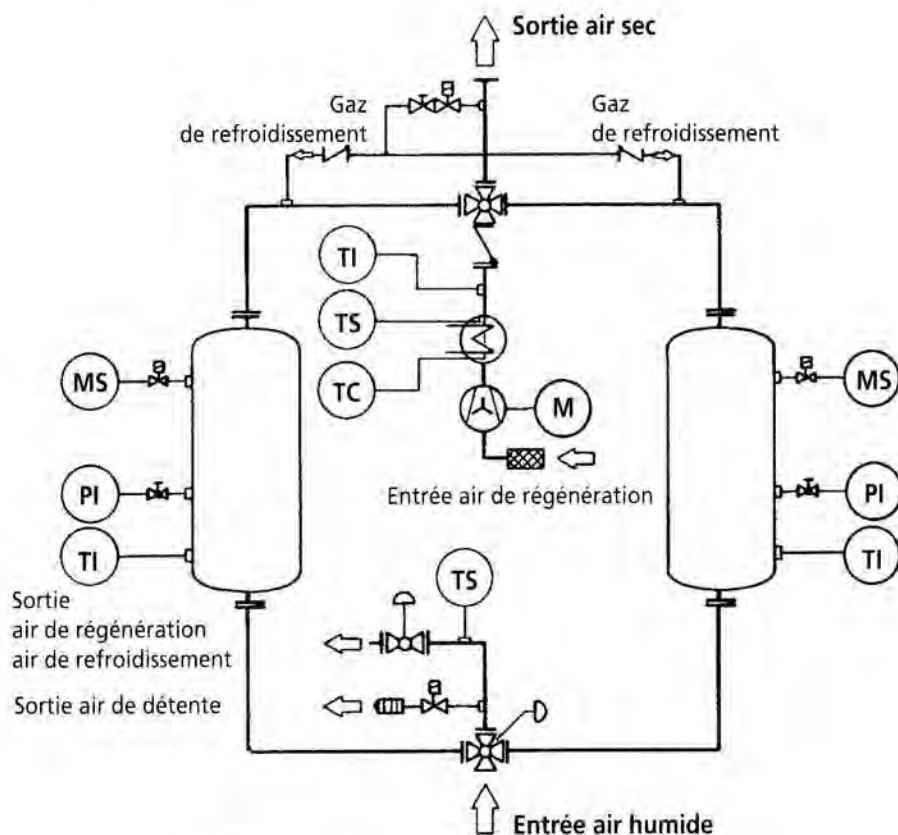 Sortie air sec
Gaz
de refroidissement
Gaz
de refroidissement
TI
TS
TC
M
MS
MS
Entrée air de régénération
PI
PI
TI
TI
TS
Sortie
air de régénération
air de refroidissement
Sortie air de détente
Entrée air humide